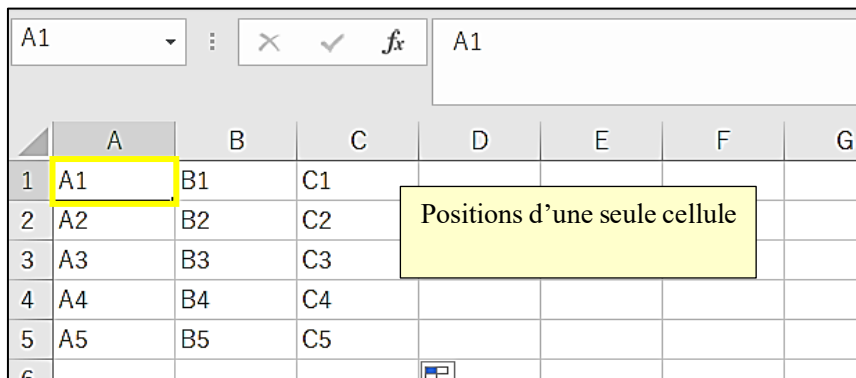 A1 fx A1
A B C D E F G
1 A1 B1 C1
2 A2 B2 C2
3 A3 B3 C3
4 A4 B4 C4
5 A5 B5 C5
6
Positions d’une seule cellule